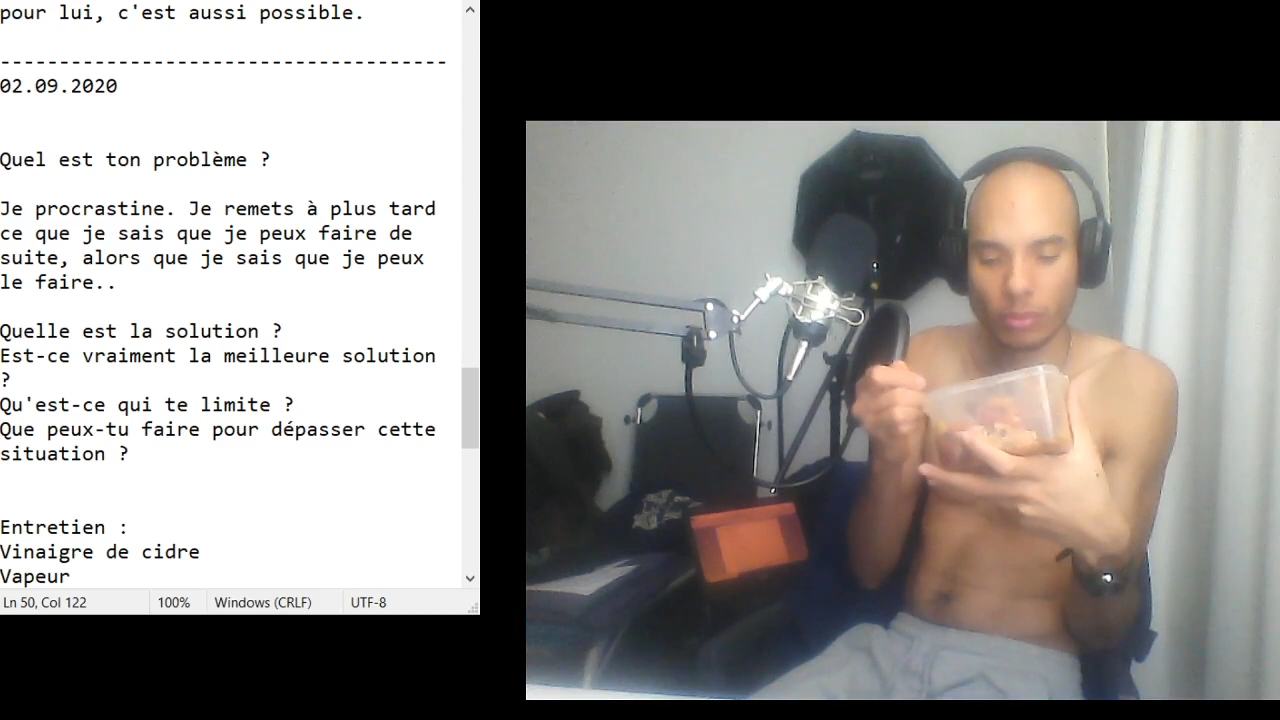 pour lui, c'est aussi possible.
--------------------------------------
02.09.2020
Quel est ton problème ?
Je procrastine. Je remets à plus tard
ce que je sais que je peux faire de
suite, alors que je sais que je peux
le faire..
Quelle est la solution ?
Est-ce vraiment la meilleure solution
?
Qu'est-ce qui te limite ?
Que peux-tu faire pour dépasser cette
situation ?
Entretien :
Vinaigre de cidre
Vapeur
Ln 50, Col 122 100% Windows (CRLF) UTF-8